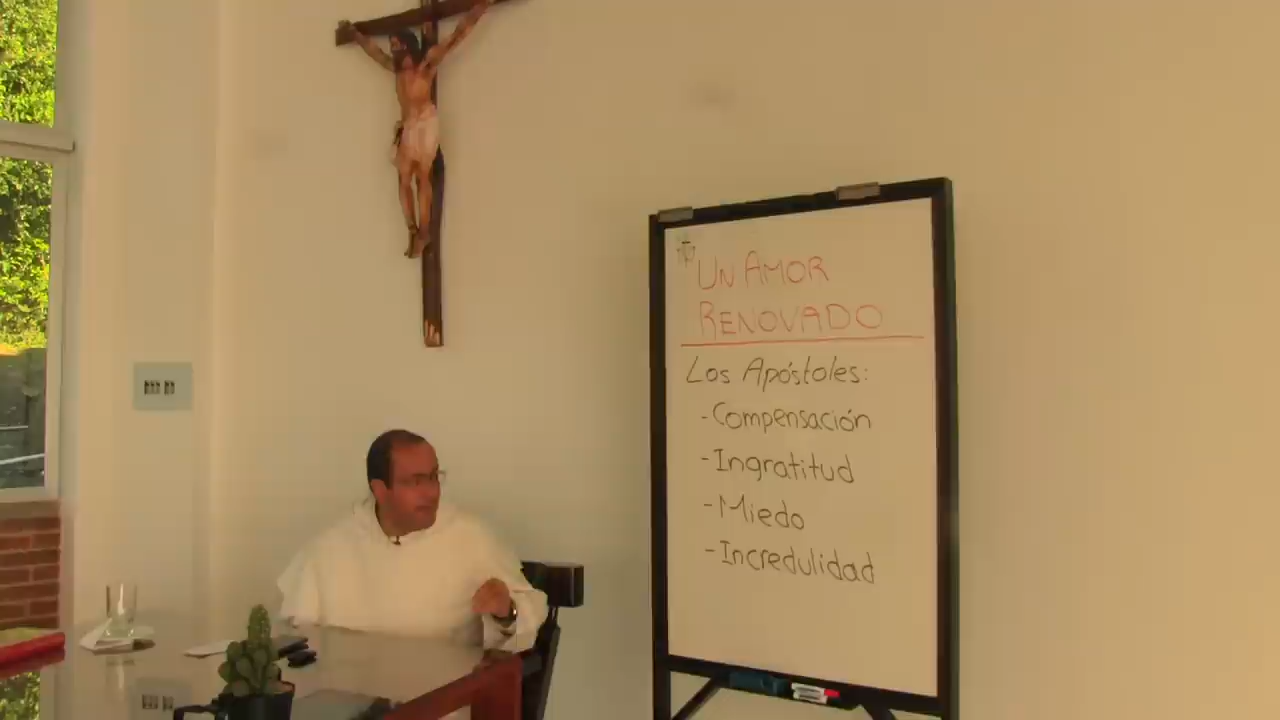 UN AMOR
RENOVADO
Los Apóstoles:
-Compensación
-Ingratitud
-Miedo
-Incredulidad